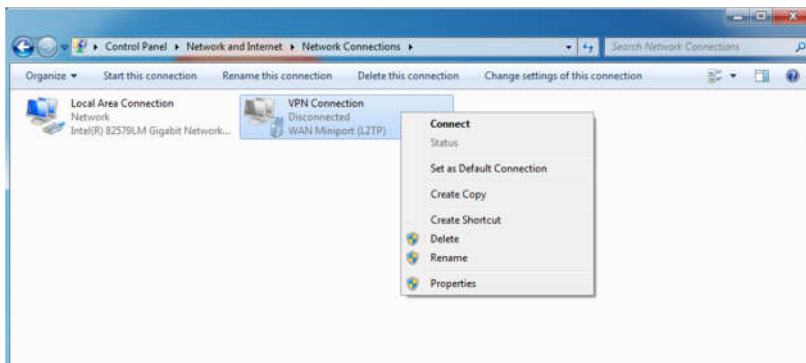 Control Panel ▸ Network and Internet ▸ Network Connections ▸
Search Network Connections
Organize ▾ Start this connection Rename this connection Delete this connection Change settings of this connection
Local Area Connection
Network
Intel(R) 82579LM Gigabit Network...
VPN Connection
Disconnected
WAN Miniport (L2TP)
Connect
Status
Set as Default Connection
Create Copy
Create Shortcut
Delete
Rename
Properties